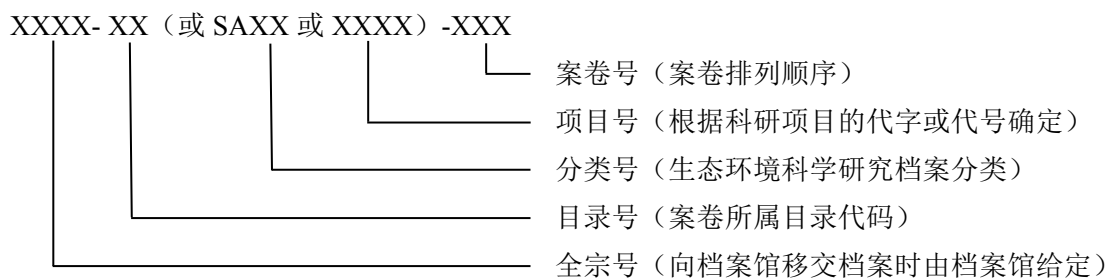 XXXX- XX（或 SAXX 或 XXXX）-XXX
案卷号（案卷排列顺序）
项目号（根据科研项目的代字或代号确定）
分类号（生态环境科学研究档案分类）
目录号（案卷所属目录代码）
全宗号（向档案馆移交档案时由档案馆给定）